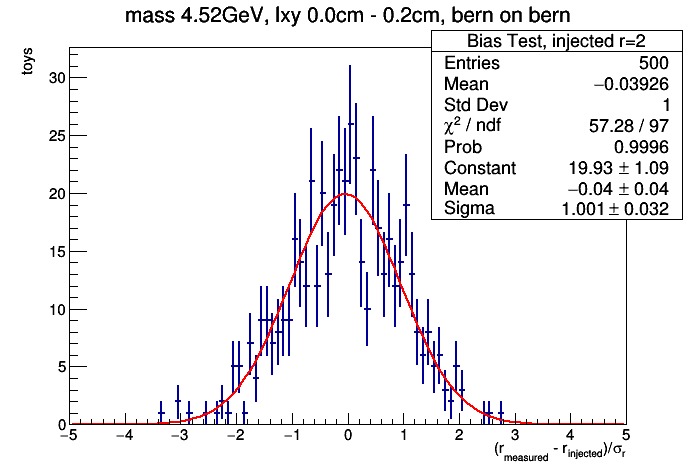 mass 4.52GeV, lxy 0.0cm - 0.2cm, bern on bern
Bias Test, injected r=2
Entries 500
Mean −0.03926
Std Dev 1
χ² / ndf 57.28 / 97
Prob 0.9996
Constant 19.93 ± 1.09
Mean −0.04 ± 0.04
Sigma 1.001 ± 0.032
toys
30
25
20
15
10
5
0
−5 −4 −3 −2 −1 0 1 2 3 4 5
(r_measured - r_injected)/σ_r